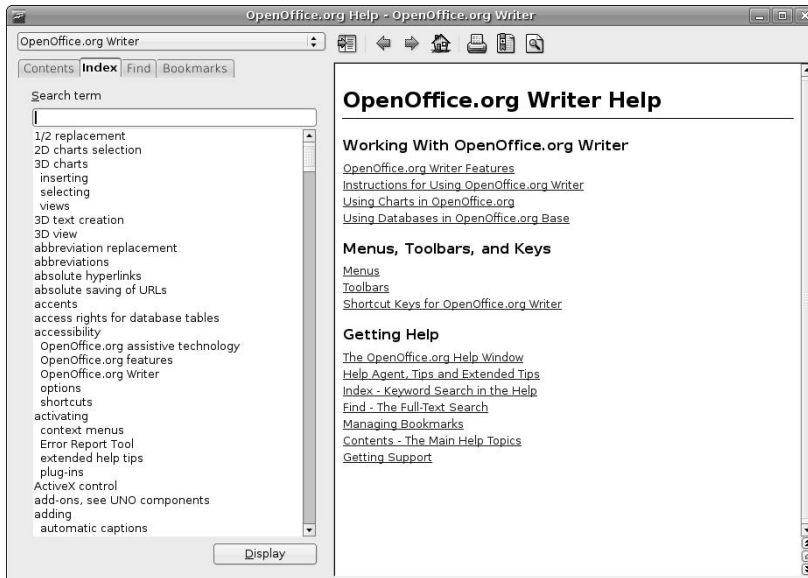 OpenOffice.org Help - OpenOffice.org Writer
OpenOffice.org Writer
Contents Index Find Bookmarks
Search term
1/2 replacement
2D charts selection
3D charts
inserting
selecting
views
3D text creation
3D view
abbreviation replacement
abbreviations
absolute hyperlinks
absolute saving of URLs
accents
access rights for database tables
accessibility
OpenOffice.org assistive technology
OpenOffice.org features
OpenOffice.org Writer
options
shortcuts
activating
context menus
Error Report Tool
extended help tips
plug-ins
ActiveX control
add-ons, see UNO components
adding
automatic captions
Display
OpenOffice.org Writer Help
Working With OpenOffice.org Writer
OpenOffice.org Writer Features
Instructions for Using OpenOffice.org Writer
Using Charts in OpenOffice.org
Using Databases in OpenOffice.org Base
Menus, Toolbars, and Keys
Menus
Toolbars
Shortcut Keys for OpenOffice.org Writer
Getting Help
The OpenOffice.org Help Window
Help Agent, Tips and Extended Tips
Index - Keyword Search in the Help
Find - The Full-Text Search
Managing Bookmarks
Contents - The Main Help Topics
Getting Support